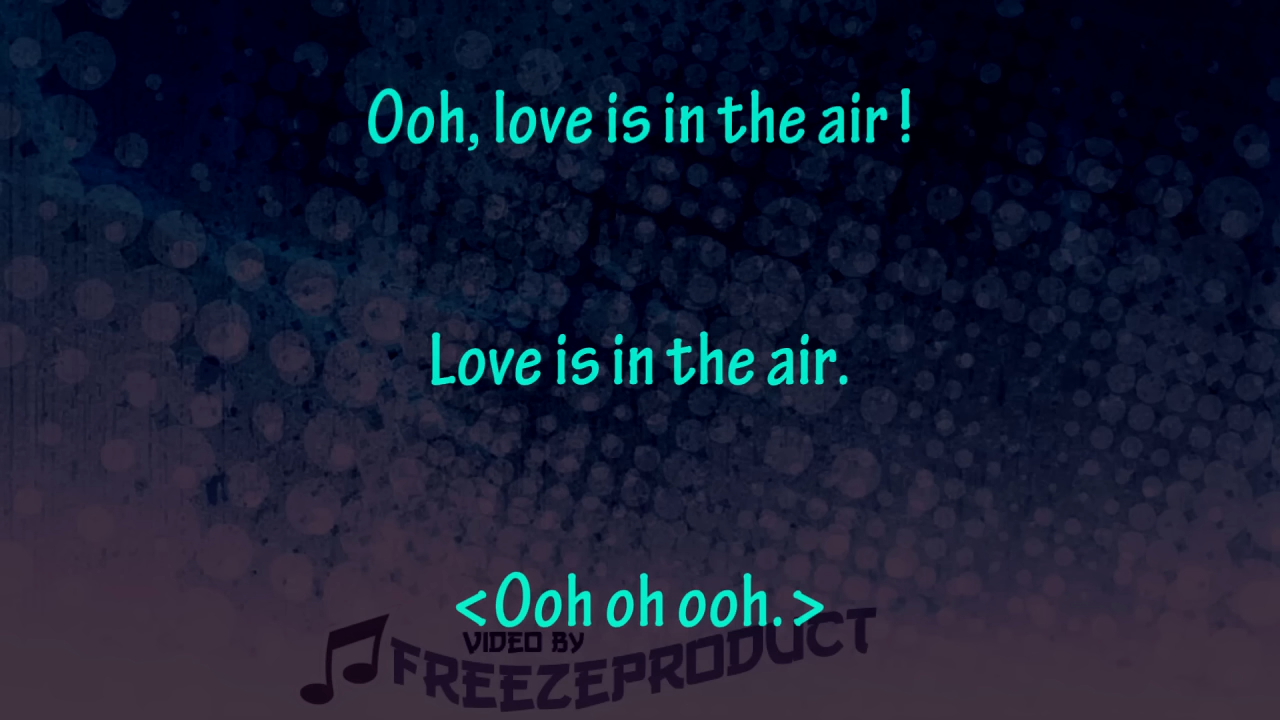 Ooh, love is in the air !
Love is in the air.
<Ooh oh ooh. >
VIDEO BY
FREEZEPRODUCT